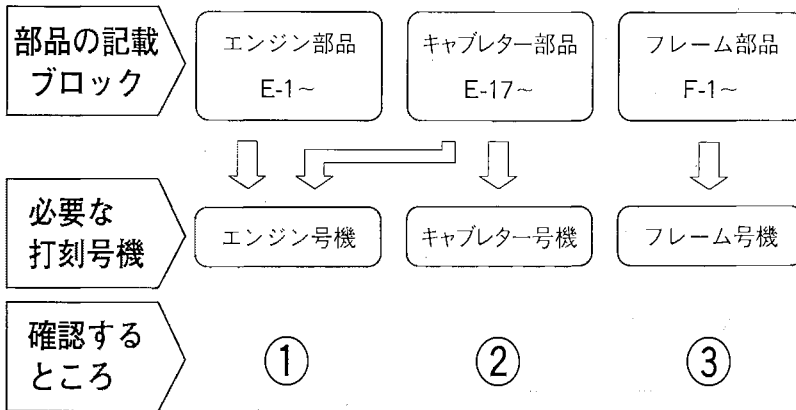 部品の記載
ブロック
エンジン部品
E-1~
キャブレター部品
E-17~
フレーム部品
F-1~
必要な
打刻号機
エンジン号機
キャブレター号機
フレーム号機
確認する
ところ
①
②
③